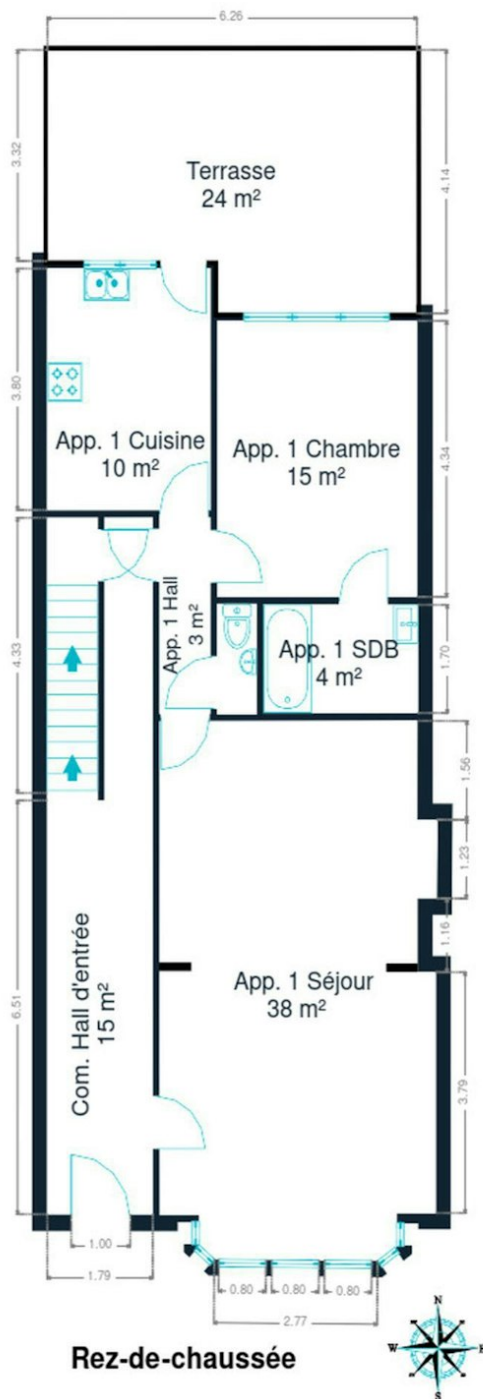 6.26
3.32
Terrasse
24 m²
4.14
3.80
App. 1 Cuisine
10 m²
App. 1 Chambre
15 m²
4.34
4.33
App. 1 Hall
3 m²
App. 1 SDB
4 m²
1.70
1.56
1.23
1.16
6.51
Com. Hall d'entrée
15 m²
App. 1 Séjour
38 m²
3.79
1.00
1.79
0.80
0.80
0.80
2.77
Rez-de-chaussée
N
W
E
S